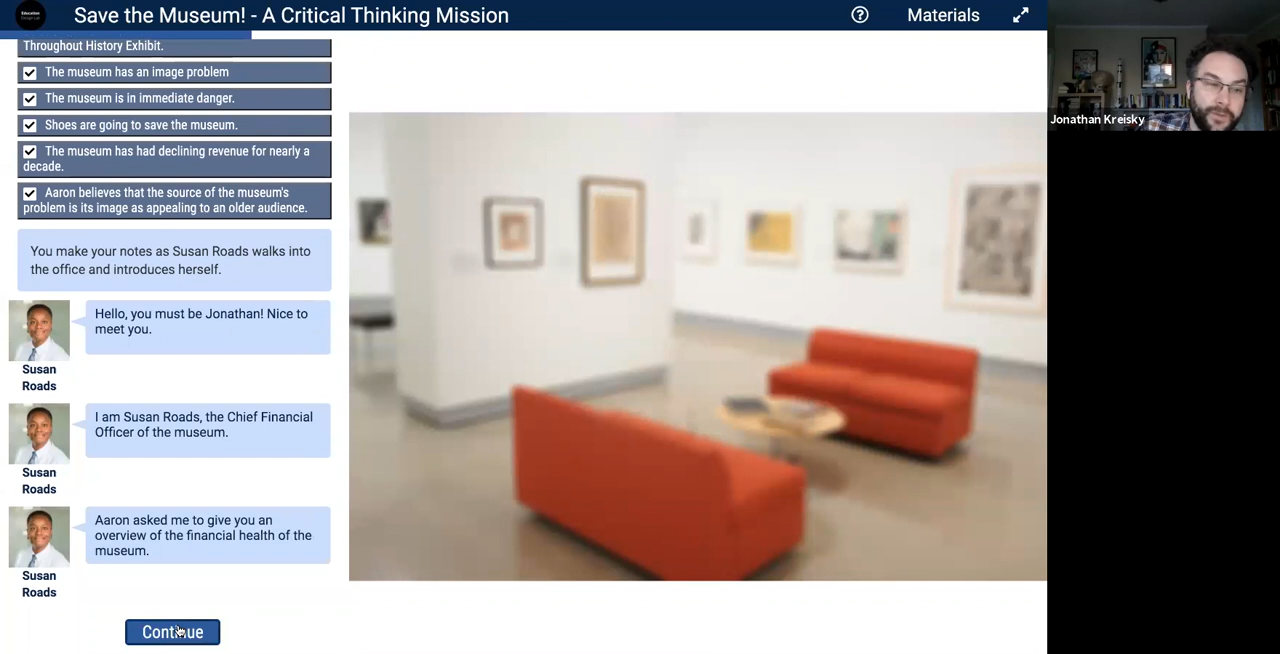 Education
Design Lab
Save the Museum! - A Critical Thinking Mission
Materials
Throughout History Exhibit.
The museum has an image problem
The museum is in immediate danger.
Shoes are going to save the museum.
The museum has had declining revenue for nearly a
decade.
Aaron believes that the source of the museum's
problem is its image as appealing to an older audience.
You make your notes as Susan Roads walks into
the office and introduces herself.
Hello, you must be Jonathan! Nice to
meet you.
Susan
Roads
I am Susan Roads, the Chief Financial
Officer of the museum.
Susan
Roads
Aaron asked me to give you an
overview of the financial health of the
museum.
Susan
Roads
Continue
Jonathan Kreisky